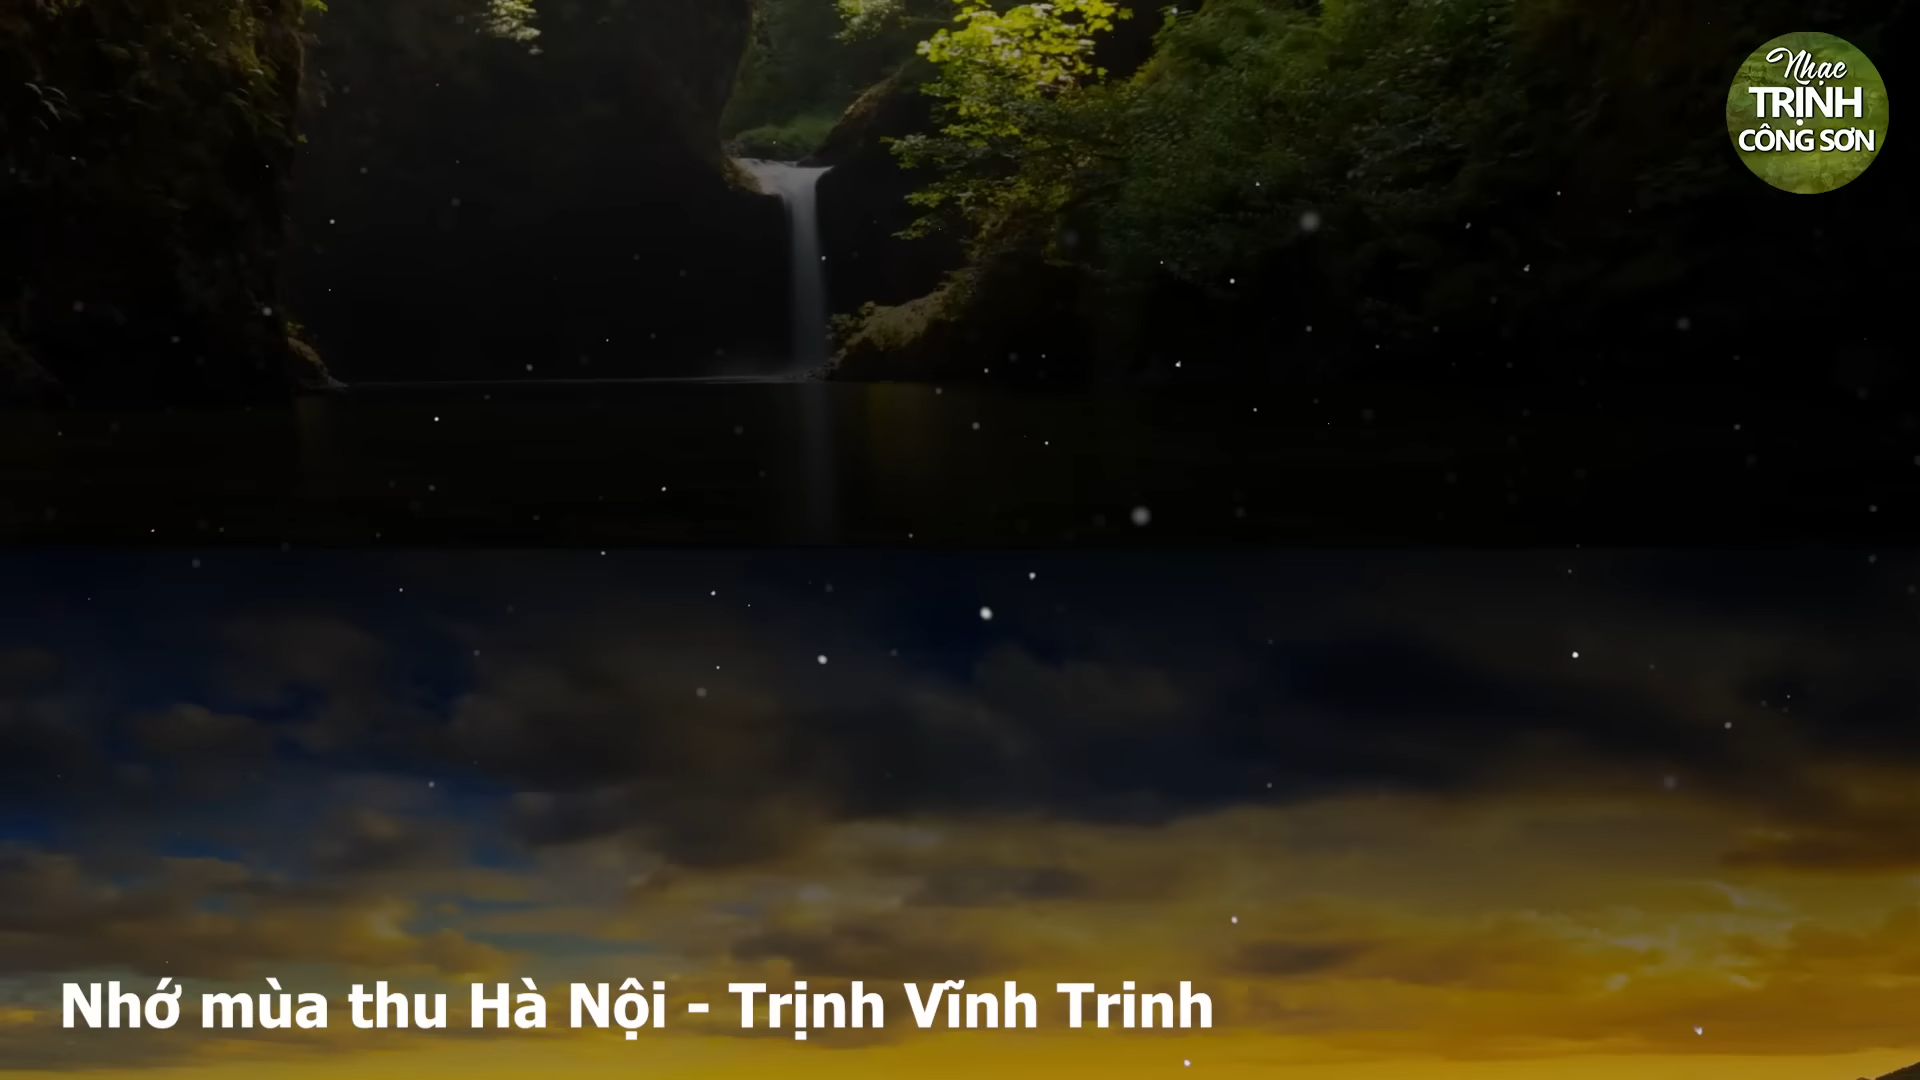 Nhạc
TRỊNH
CÔNG SƠN
Nhớ mùa thu Hà Nội - Trịnh Vĩnh Trinh